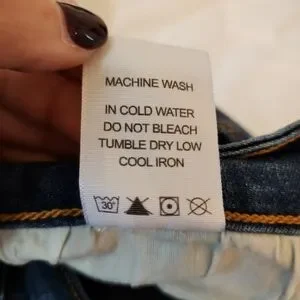 MACHINE WASH
IN COLD WATER
DO NOT BLEACH
TUMBLE DRY LOW
COOL IRON
30°